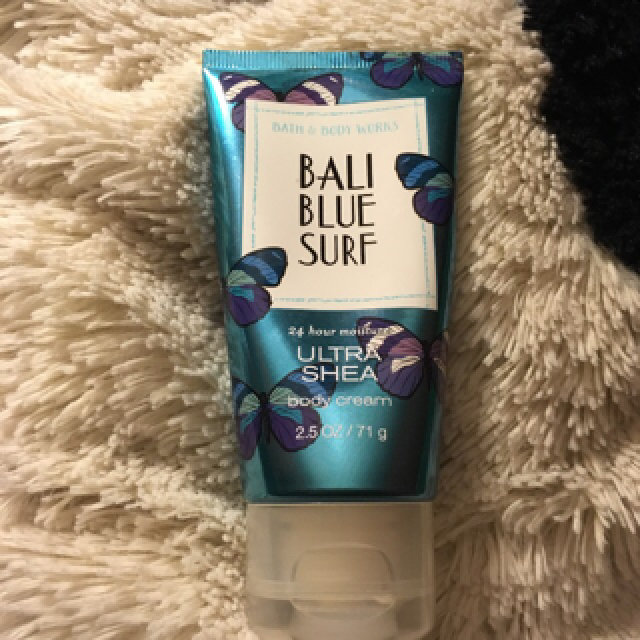 BATH & BODY WORKS
BALI
BLUE
SURF
24 hour moisture
ULTRA
SHEA
body cream
2.5 OZ / 71 g